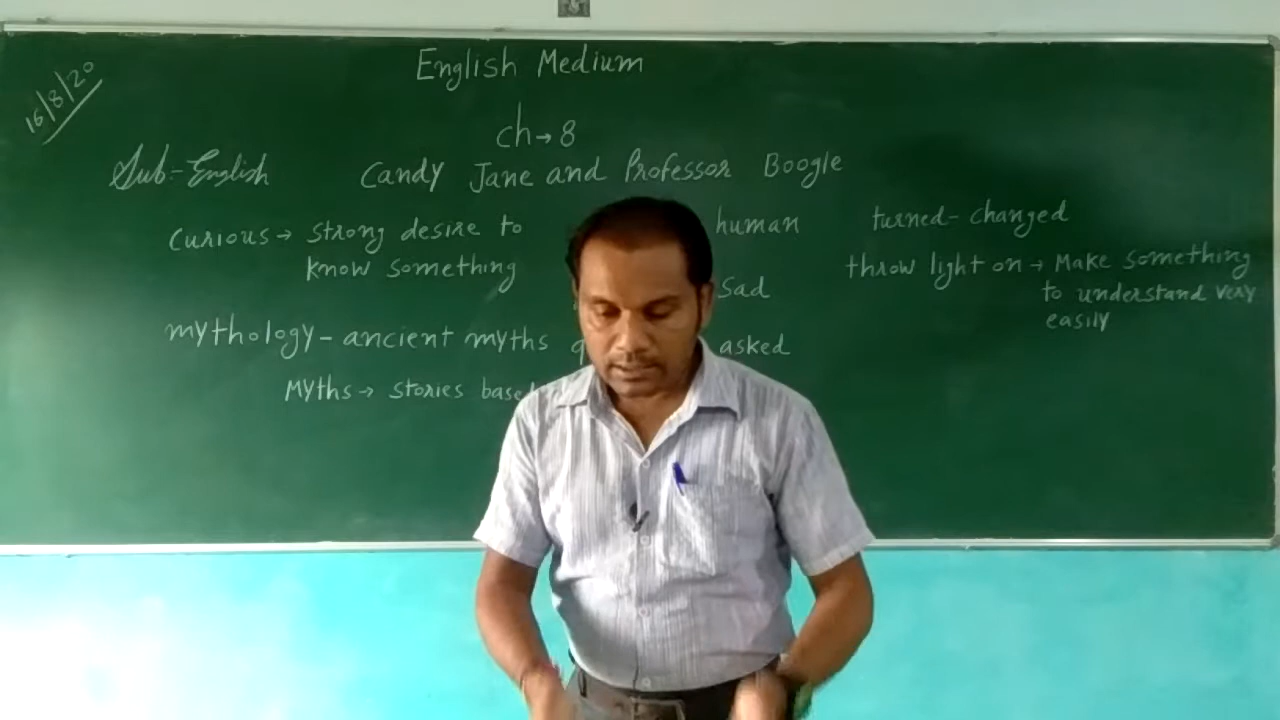 16/8/20
English Medium
ch→8
Sub:- English
Candy Jane and Professor Boogle
Curious → strong desire to
know something
mythology - ancient myths
Myths → stories based
human
Sad
asked
turned - changed
throw light on → Make something
to understand very
easily